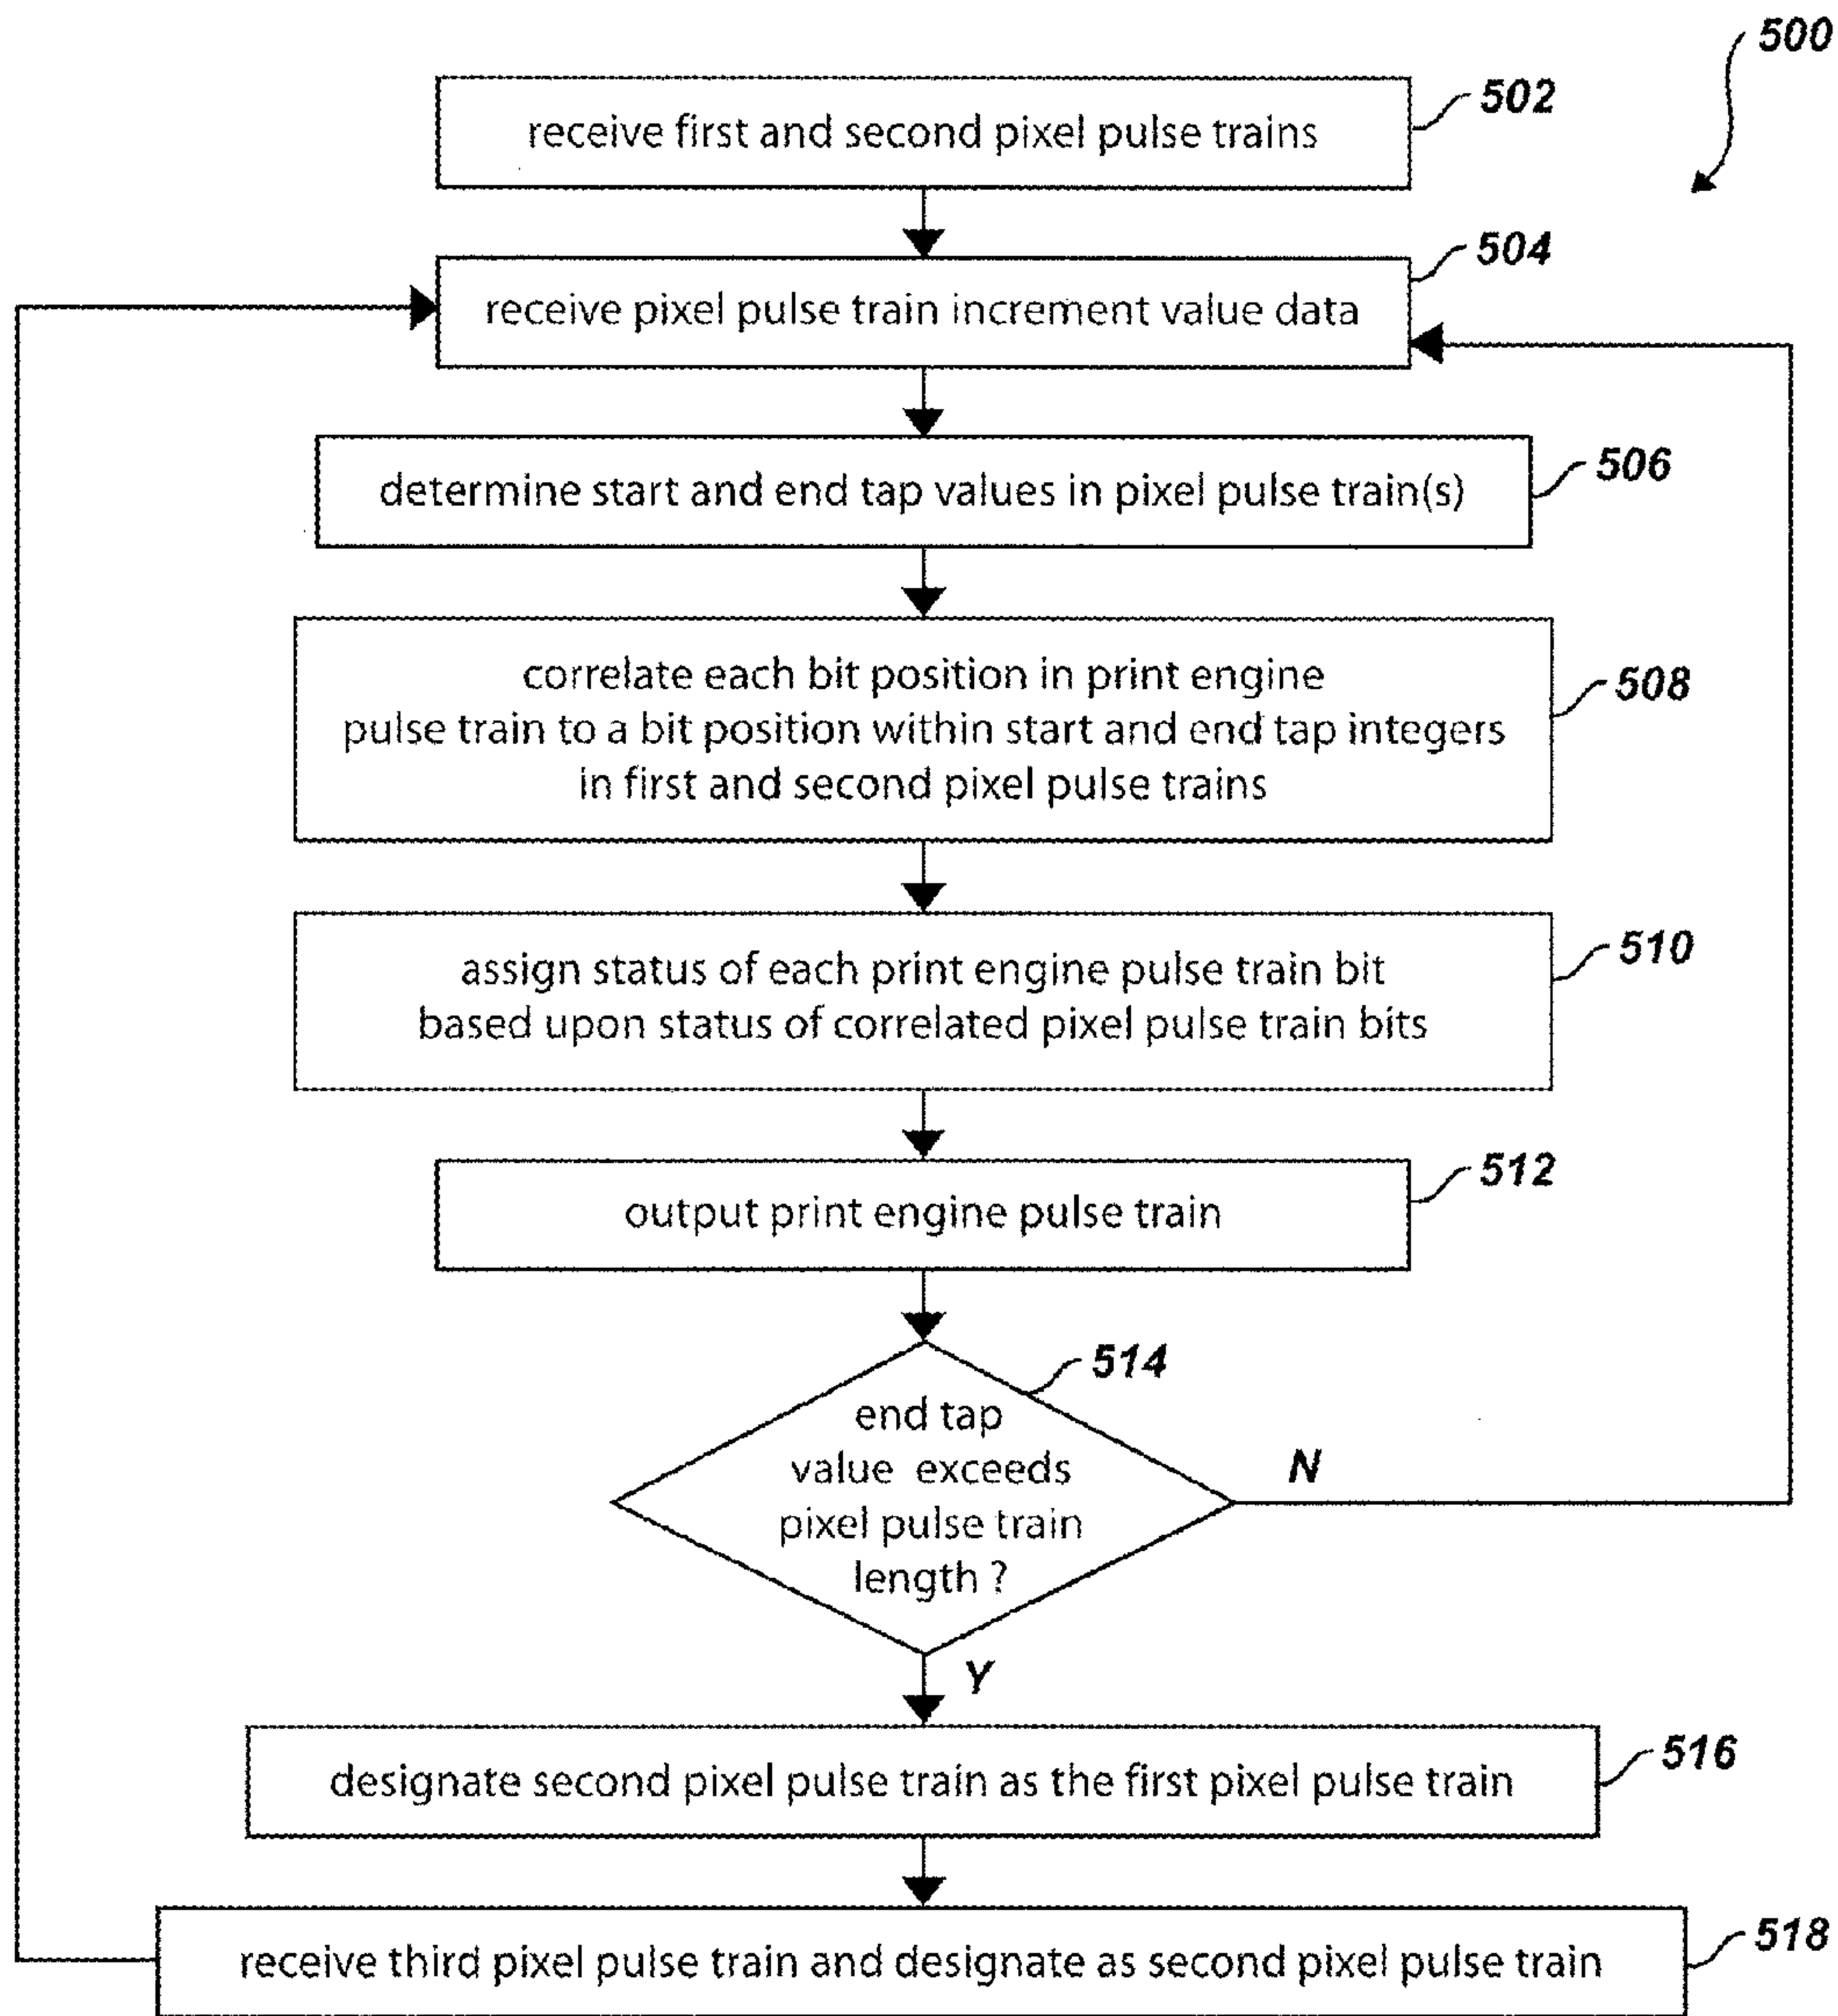 500
502
receive first and second pixel pulse trains
504
receive pixel pulse train increment value data
506
determine start and end tap values in pixel pulse train(s)
508
correlate each bit position in print engine
pulse train to a bit position within start and end tap integers
in first and second pixel pulse trains
510
assign status of each print engine pulse train bit
based upon status of correlated pixel pulse train bits
512
output print engine pulse train
514
end tap
value exceeds
pixel pulse train
length ?
N
Y
516
designate second pixel pulse train as the first pixel pulse train
518
receive third pixel pulse train and designate as second pixel pulse train